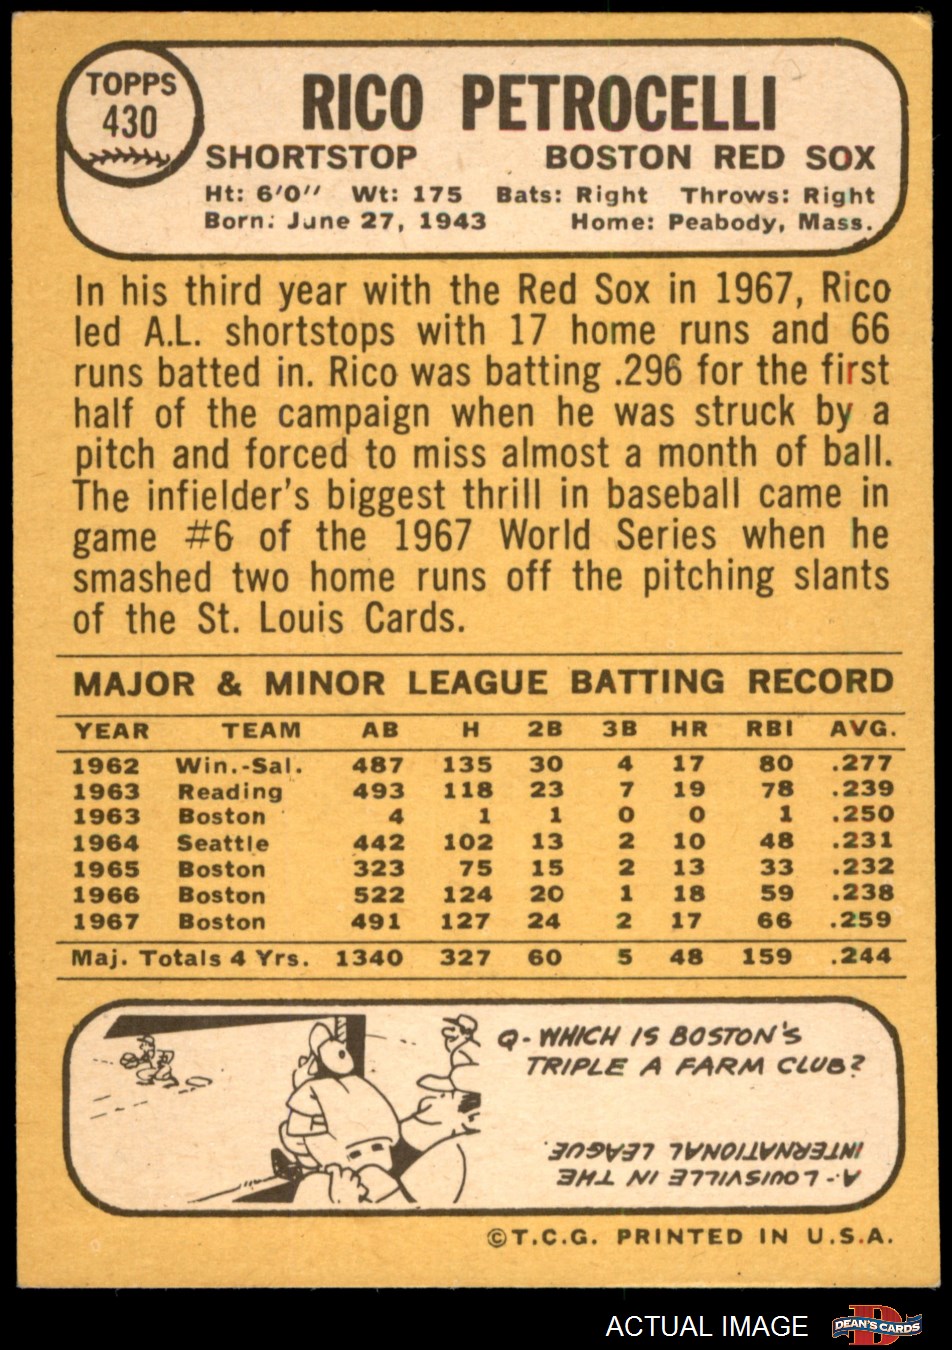 TOPPS
430
RICO PETROCELLI
SHORTSTOP BOSTON RED SOX
Ht: 6'0" Wt: 175 Bats: Right Throws: Right
Born: June 27, 1943 Home: Peabody, Mass.
In his third year with the Red Sox in 1967, Rico
led A.L. shortstops with 17 home runs and 66
runs batted in. Rico was batting .296 for the first
half of the campaign when he was struck by a
pitch and forced to miss almost a month of ball.
The infielder's biggest thrill in baseball came in
game #6 of the 1967 World Series when he
smashed two home runs off the pitching slants
of the St. Louis Cards.
MAJOR & MINOR LEAGUE BATTING RECORD
YEAR TEAM AB H 2B 3B HR RBI AVG.
1962 Win.-Sal. 487 135 30 4 17 80 .277
1963 Reading 493 118 23 7 19 78 .239
1963 Boston 4 1 1 0 0 1 .250
1964 Seattle 442 102 13 2 10 48 .231
1965 Boston 323 75 15 2 13 33 .232
1966 Boston 522 124 20 1 18 59 .238
1967 Boston 491 127 24 2 17 66 .259
Maj. Totals 4 Yrs. 1340 327 60 5 48 159 .244
Q-WHICH IS BOSTON'S
TRIPLE A FARM CLUB?
A-LOUISVILLE IN THE
INTERNATIONAL LEAGUE.
©T.C.G. PRINTED IN U.S.A.
ACTUAL IMAGE
D
DEAN'S CARDS